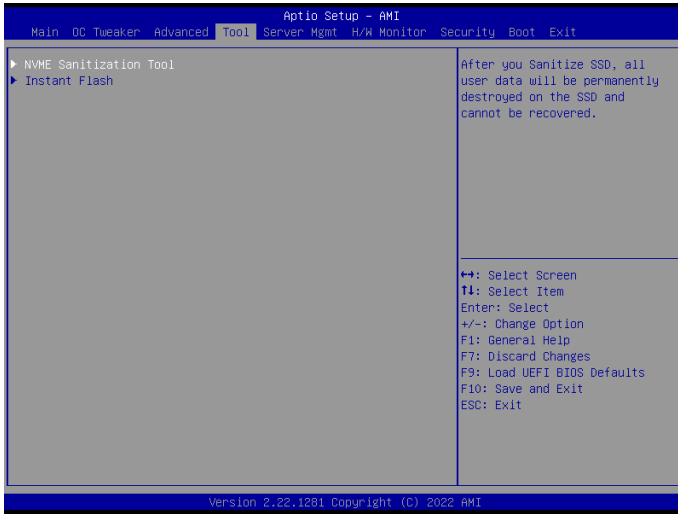 Aptio Setup – AMI
Main OC Tweaker Advanced Tool Server Mgmt H/W Monitor Security Boot Exit
NVME Sanitization Tool
Instant Flash
After you Sanitize SSD, all
user data will be permanently
destroyed on the SSD and
cannot be recovered.
↔: Select Screen
↑↓: Select Item
Enter: Select
+/-: Change Option
F1: General Help
F7: Discard Changes
F9: Load UEFI BIOS Defaults
F10: Save and Exit
ESC: Exit
Version 2.22.1281 Copyright (C) 2022 AMI